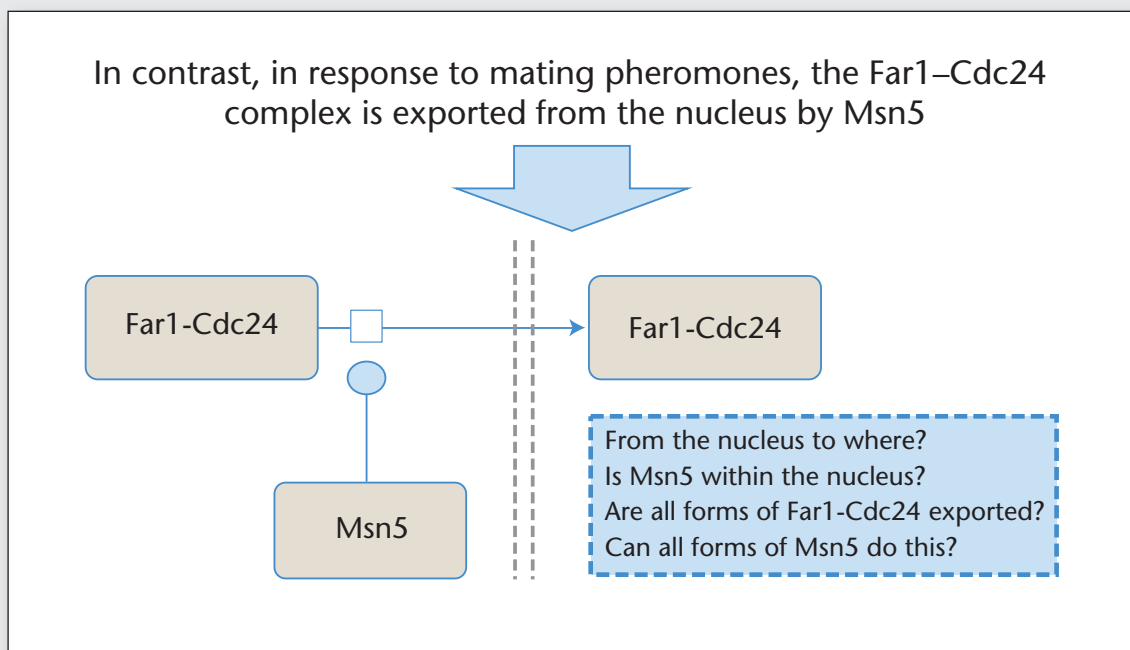 In contrast, in response to mating pheromones, the Far1–Cdc24
complex is exported from the nucleus by Msn5
Far1-Cdc24
Far1-Cdc24
Msn5
From the nucleus to where?
Is Msn5 within the nucleus?
Are all forms of Far1-Cdc24 exported?
Can all forms of Msn5 do this?